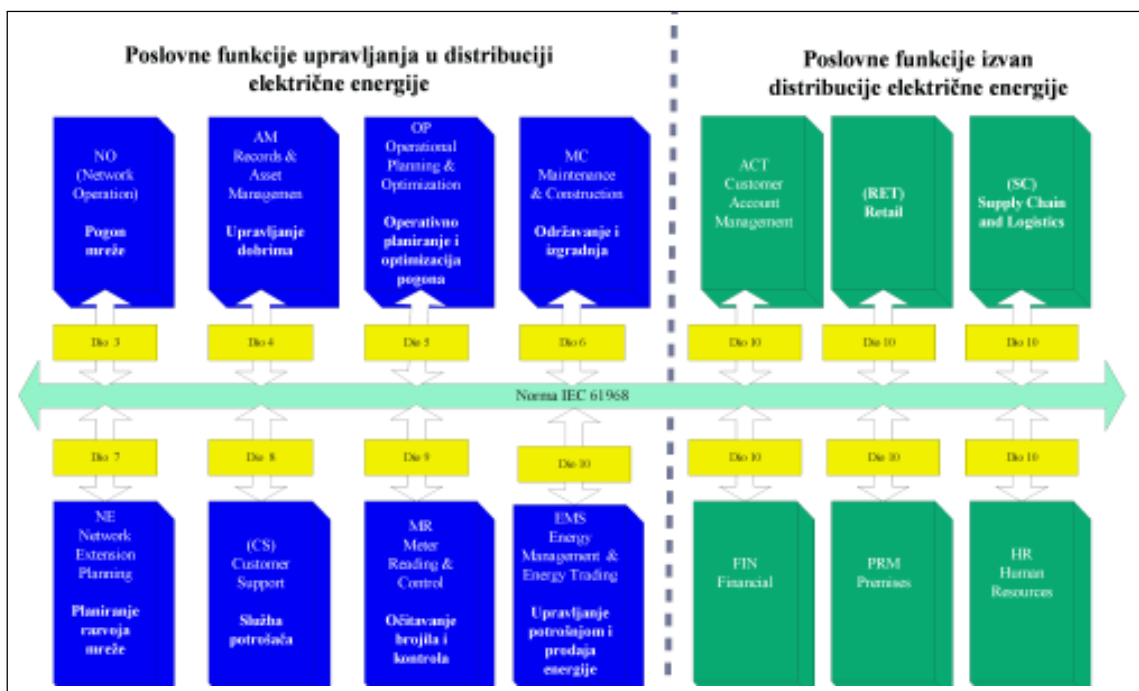 Poslovne funkcije upravljanja u distribuciji
električne energije
Poslovne funkcije izvan
distribucije električne energije
NO
(Network
Operation)
Pogon
mreže
AM
Records &
Asset
Managemen
Upravljanje
dobrima
OP
Operational
Planning &
Optimization
Operativno
planiranje i
optimizacija
pogona
MC
Maintenance
& Construction
Održavanje i
izgradnja
ACT
Customer
Account
Management
(RET)
Retail
(SC)
Supply Chain
and Logistics
Dio 3
Dio 4
Dio 5
Dio 6
Dio 10
Dio 10
Dio 10
Norma IEC 61968
Dio 7
Dio 8
Dio 9
Dio 10
Dio 10
Dio 10
Dio 10
NE
Network
Extension
Planning
Planiranje
razvoja
mreže
(CS)
Customer
Support
Služba
potrošača
MR
Meter
Reading &
Control
Očitavanje
brojila i
kontrola
EMS
Energy
Management &
Energy Trading
Upravljanje
potrošnjom i
prodaja
energije
FIN
Financial
PRM
Premises
HR
Human
Resources